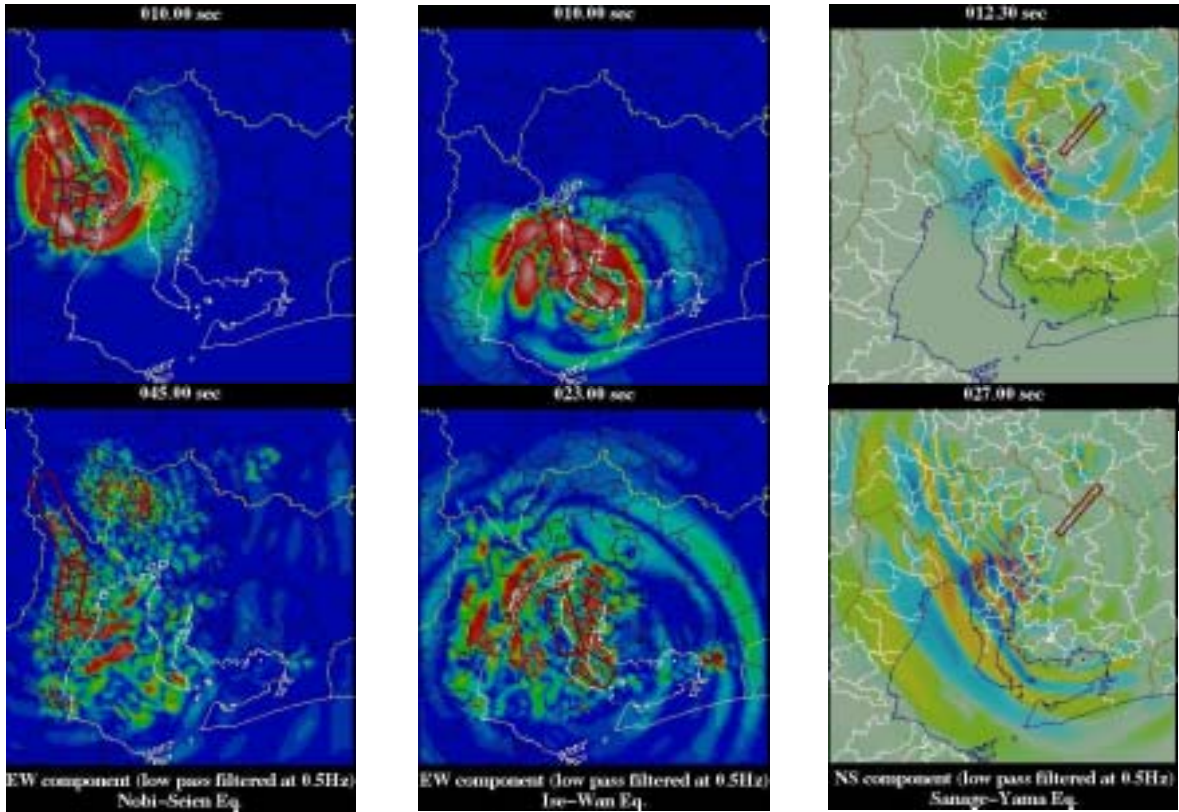 010.00 sec
010.00 sec
012.30 sec
045.00 sec
023.00 sec
027.00 sec
EW component (low pass filtered at 0.5Hz)
Nobi-Seien Eq.
EW component (low pass filtered at 0.5Hz)
Ise-Wan Eq.
NS component (low pass filtered at 0.5Hz)
Sanage-Yama Eq.